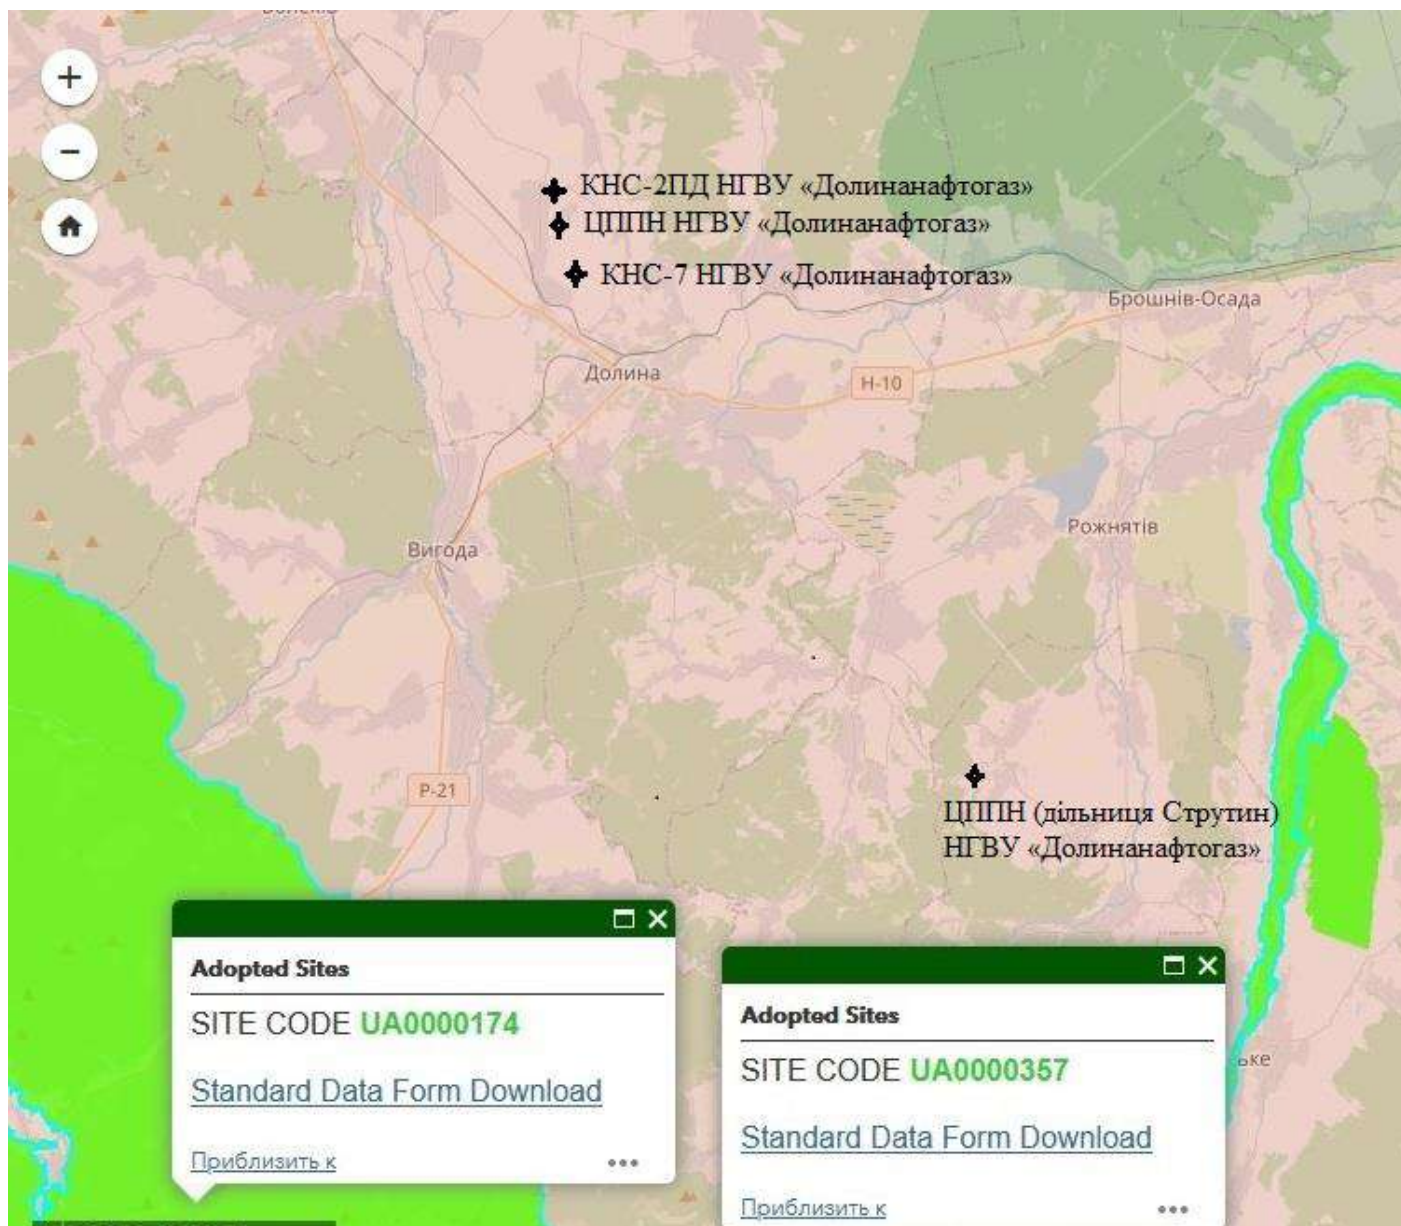 +
−
КНС-2ПД НГВУ «Долинанафтогаз»
ЦППН НГВУ «Долинанафтогаз»
КНС-7 НГВУ «Долинанафтогаз»
Брошнів-Осада
Долина
Н-10
Рожнятів
Вигода
Р-21
ЦППН (дільниця Струтин)
НГВУ «Долинанафтогаз»
Adopted Sites
SITE CODE UA0000174
Standard Data Form Download
Приблизить к
•••
Adopted Sites
SITE CODE UA0000357
Standard Data Form Download
Приблизить к
•••
ьке